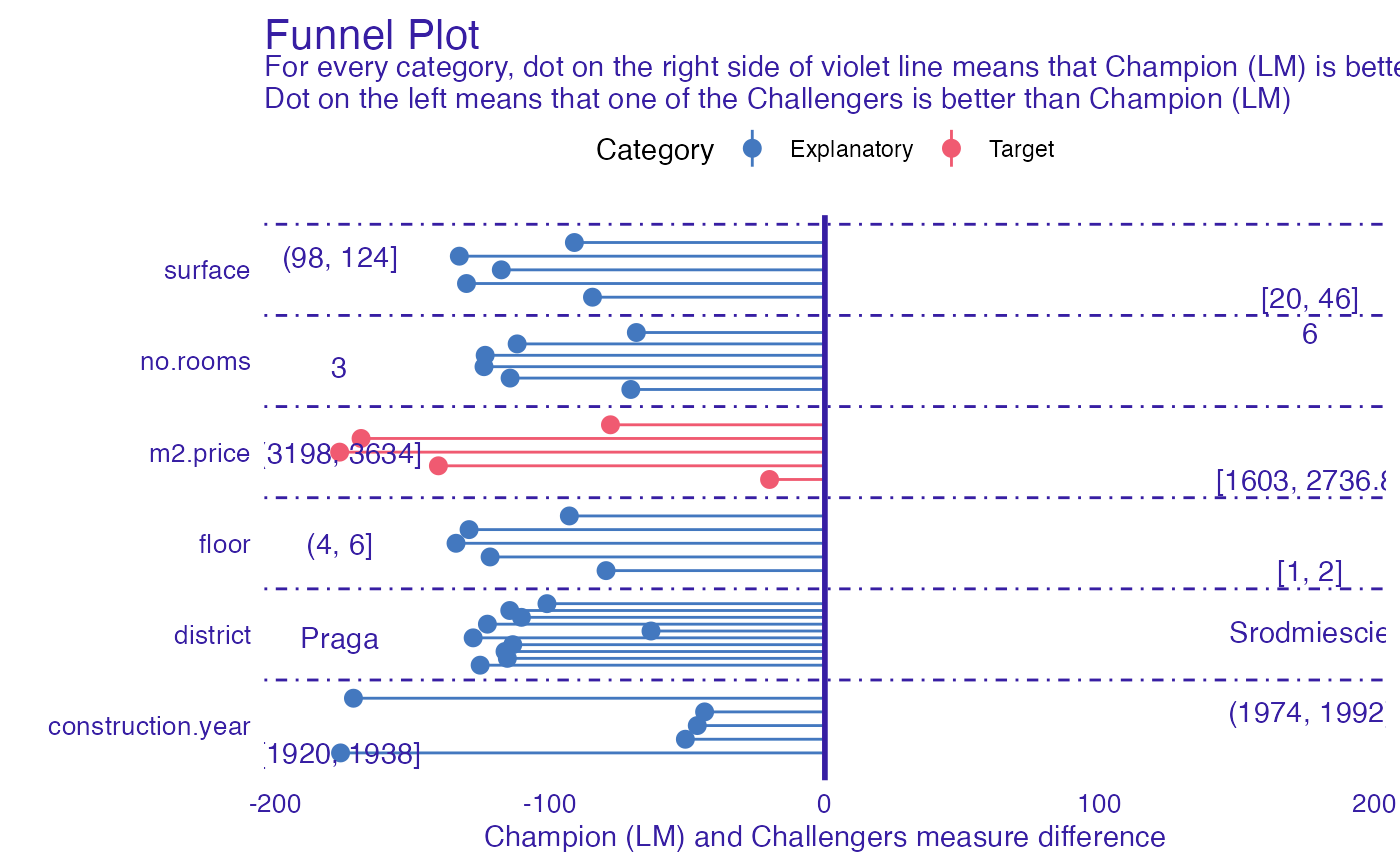 Funnel Plot
For every category, dot on the right side of violet line means that Champion (LM) is
Dot on the left means that one of the Challengers is better than Champion (LM)
Category Explanatory Target
surface (98, 124] [20, 46]
no.rooms 3 6
m2.price [3198, 3634] [1603, 2736.8
floor (4, 6] [1, 2]
district Praga Srodmiescie
construction.year [1920, 1938] (1974, 1992
-200 -100 0 100 200
Champion (LM) and Challengers measure difference